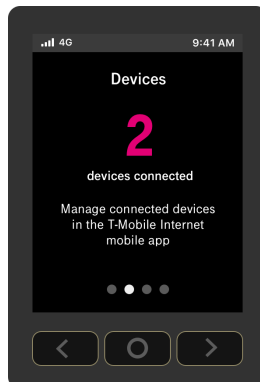 4G 9:41 AM
Devices
2
devices connected
Manage connected devices
in the T-Mobile Internet
mobile app